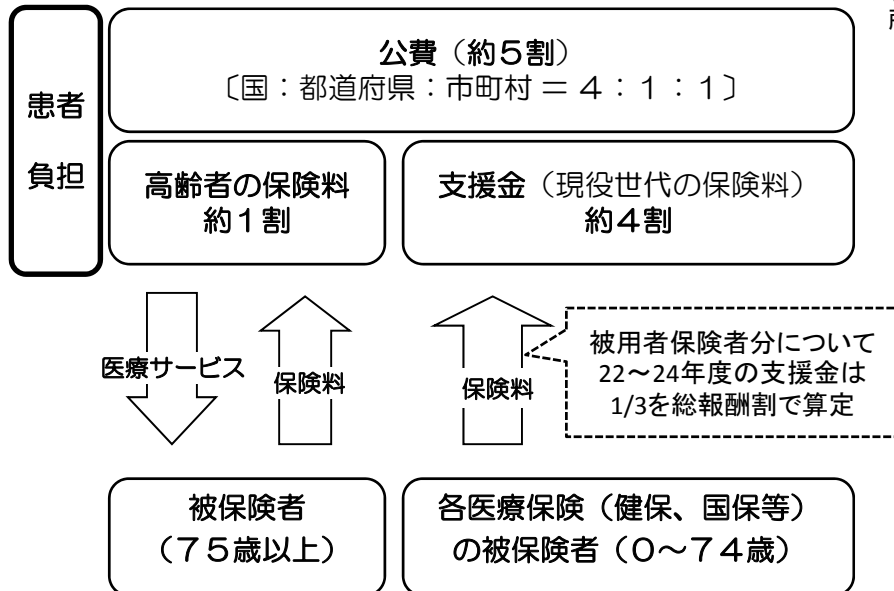 公費（約５割）
〔国：都道府県：市町村 ＝ ４：１：１〕
患者
負担
高齢者の保険料
約１割
支援金（現役世代の保険料）
約４割
医療サービス
保険料
保険料
被用者保険者分について
22～24年度の支援金は
1/3を総報酬割で算定
被保険者
（７５歳以上）
各医療保険（健保、国保等）
の被保険者（０～７４歳）